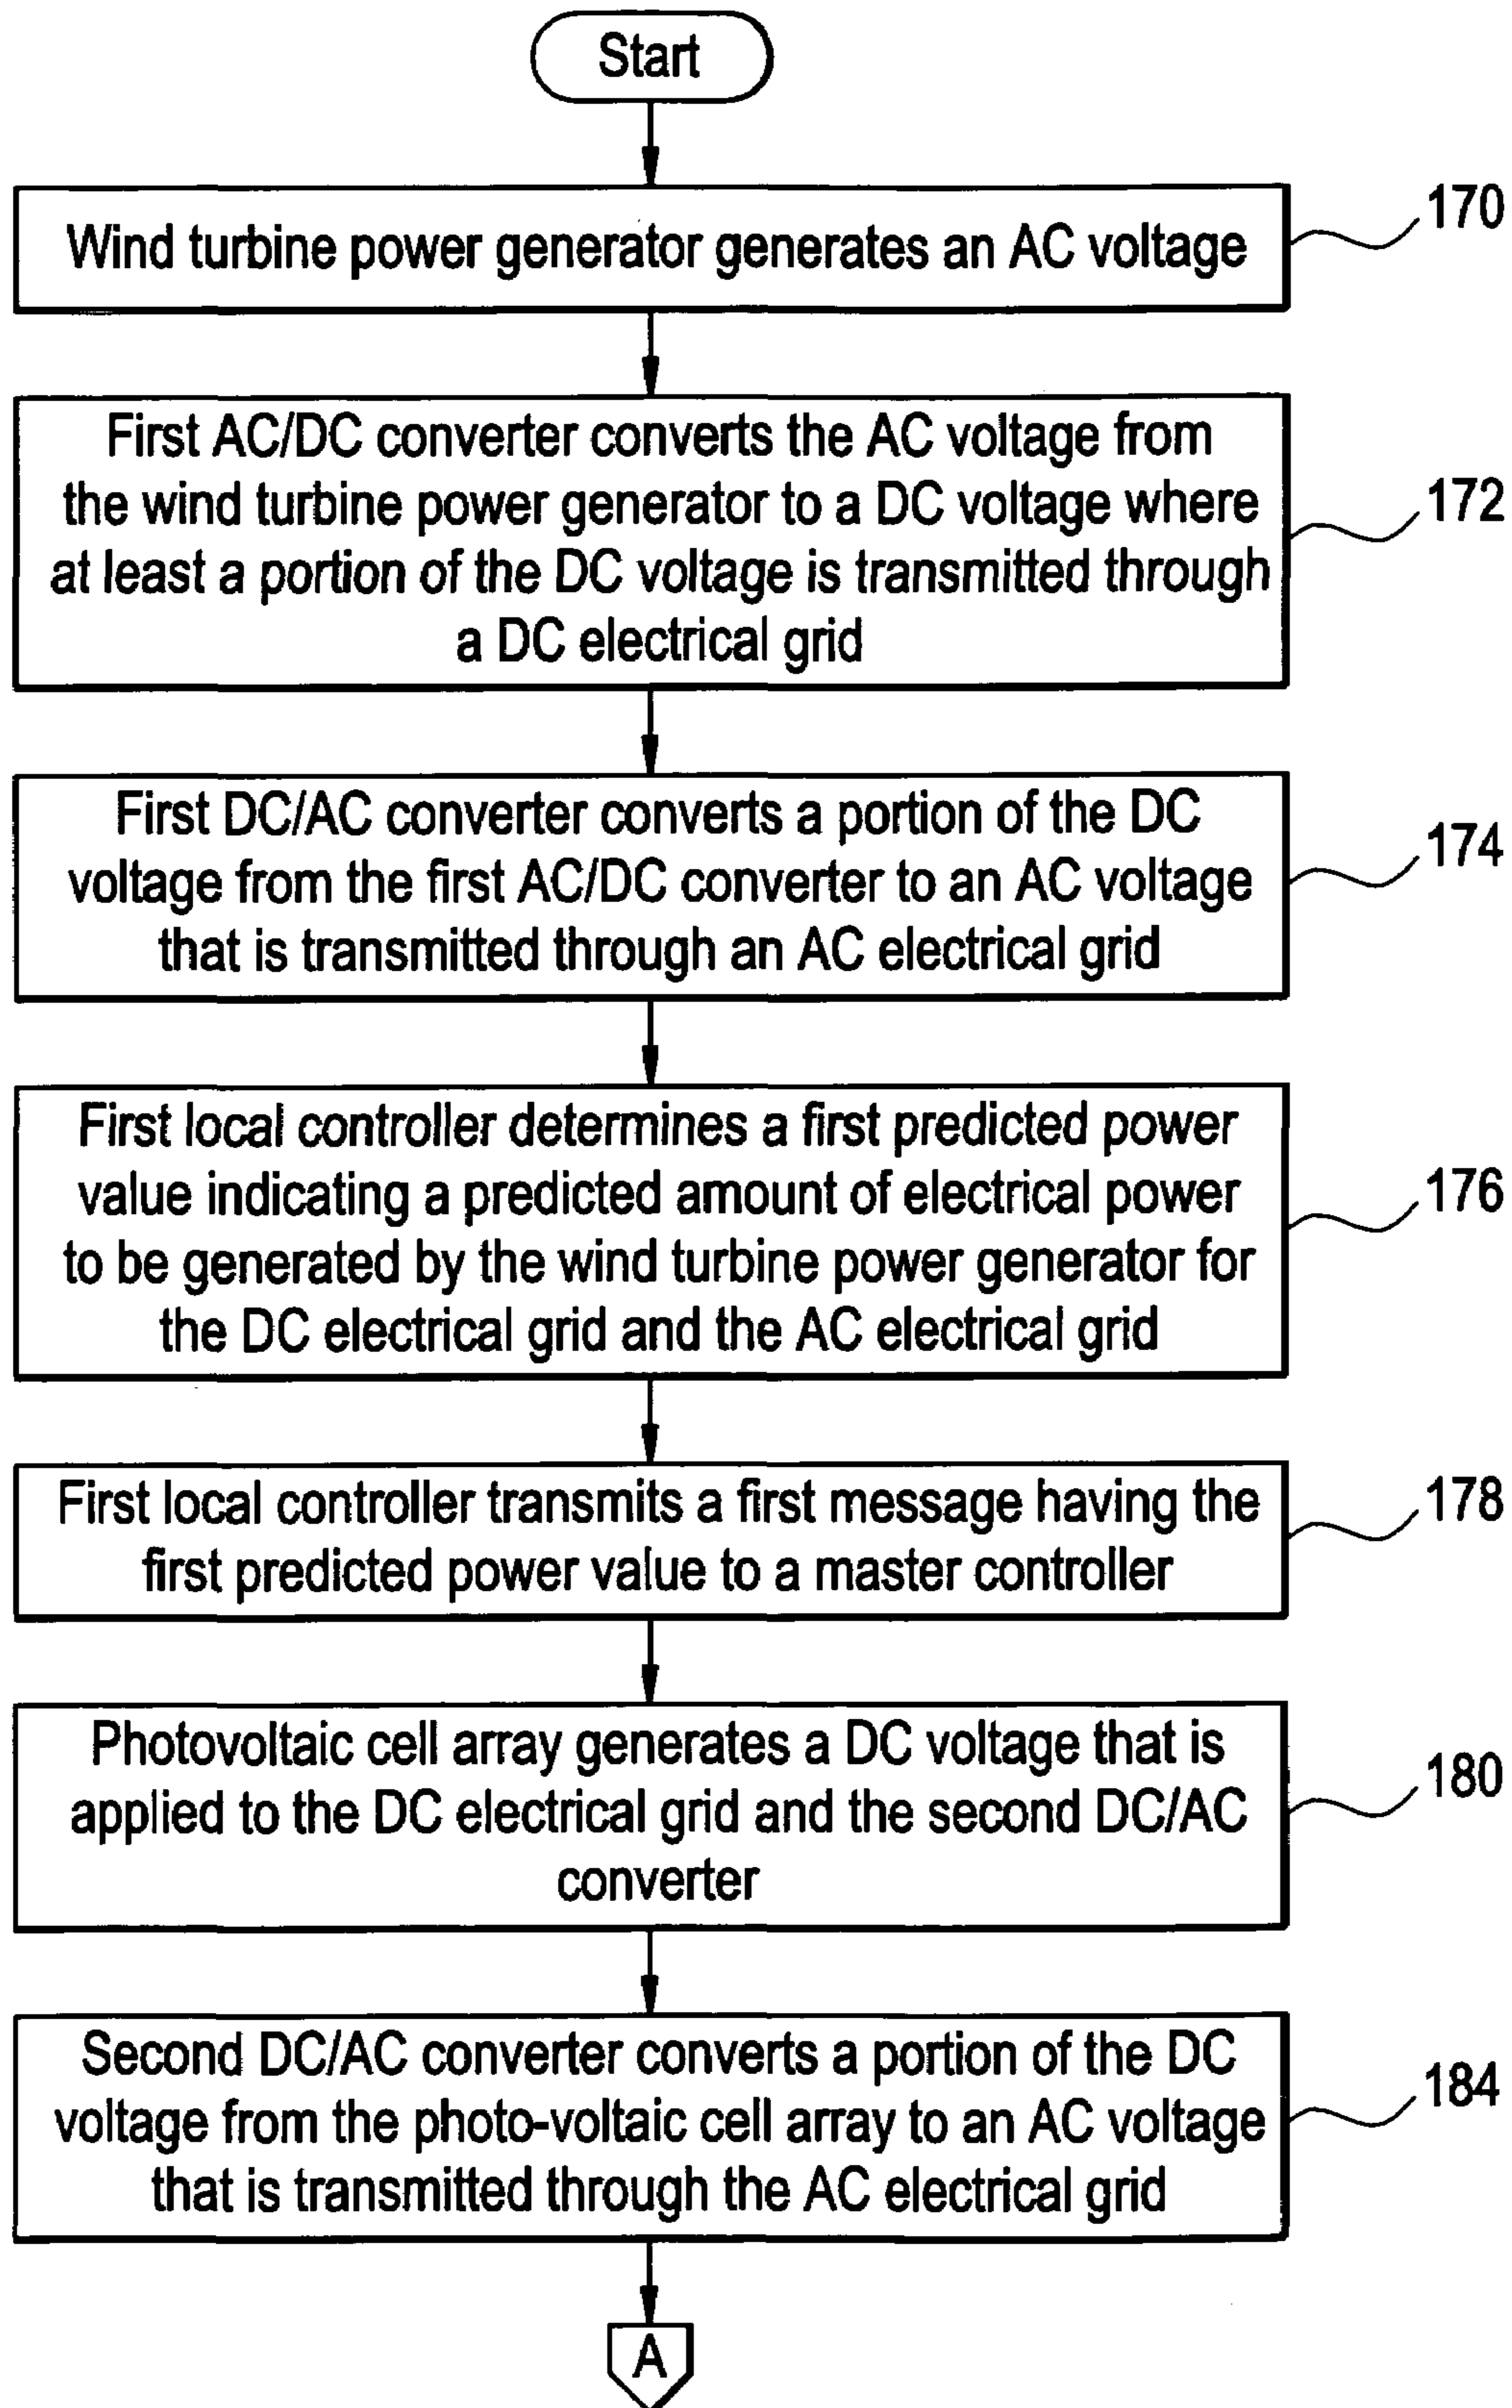 Start
Wind turbine power generator generates an AC voltage
170
First AC/DC converter converts the AC voltage from
the wind turbine power generator to a DC voltage where
at least a portion of the DC voltage is transmitted through
a DC electrical grid
172
First DC/AC converter converts a portion of the DC
voltage from the first AC/DC converter to an AC voltage
that is transmitted through an AC electrical grid
174
First local controller determines a first predicted power
value indicating a predicted amount of electrical power
to be generated by the wind turbine power generator for
the DC electrical grid and the AC electrical grid
176
First local controller transmits a first message having the
first predicted power value to a master controller
178
Photovoltaic cell array generates a DC voltage that is
applied to the DC electrical grid and the second DC/AC
converter
180
Second DC/AC converter converts a portion of the DC
voltage from the photo-voltaic cell array to an AC voltage
that is transmitted through the AC electrical grid
184
A